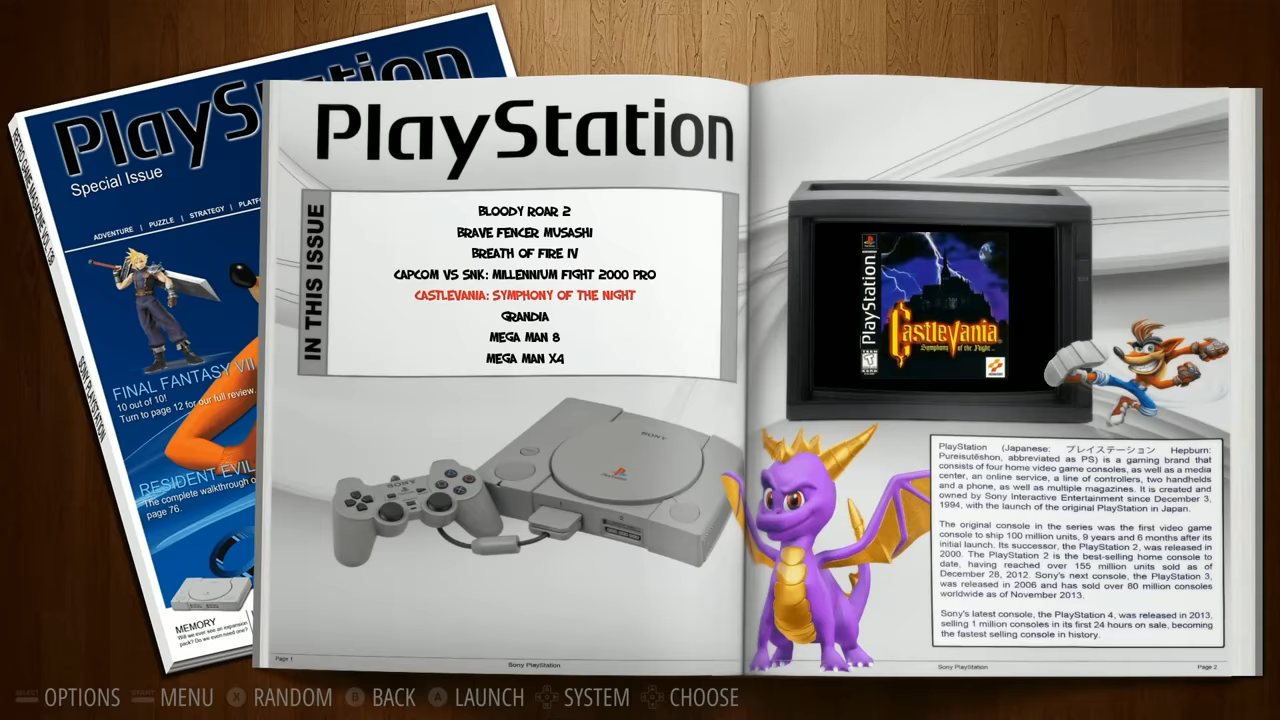 PlayStation
Special Issue
ADVENTURE | PUZZLE | STRATEGY | PLATF
FINAL FANTASY VII
10 out of 10!
Turn to page 12 for our full review.
RESIDENT EVIL
The complete walkthrough o
page 76.
MEMORY
Will we ever see an expansion
pack? Do we even need one?
SONY PLAYSTATION
PlayStation
IN THIS ISSUE
BLOODY ROAR 2
BRAVE FENCER MUSASHI
BREATH OF FIRE IV
CAPCOM VS SNK: MILLENNIUM FIGHT 2000 PRO
CASTLEVANIA: SYMPHONY OF THE NIGHT
GRANDIA
MEGA MAN 8
MEGA MAN X4
SONY
SONY
Page 1
Sony PlayStation
PlayStation
Castlevania
Symphony of the Night
KONAMI
PlayStation (Japanese: プレイステーション Hepburn:
Pureisutēshon, abbreviated as PS) is a gaming brand that
consists of four home video game consoles, as well as a media
center, an online service, a line of controllers, two handhelds
and a phone, as well as multiple magazines. It is created and
owned by Sony Interactive Entertainment since December 3,
1994, with the launch of the original PlayStation in Japan.
The original console in the series was the first video game
console to ship 100 million units, 9 years and 6 months after its
initial launch. Its successor, the PlayStation 2, was released in
2000. The PlayStation 2 is the best-selling home console to
date, having reached over 155 million units sold as of
December 28, 2012. Sony's next console, the PlayStation 3,
was released in 2006 and has sold over 80 million consoles
worldwide as of November 2013.
Sony's latest console, the PlayStation 4, was released in 2013,
selling 1 million consoles in its first 24 hours on sale, becoming
the fastest selling console in history.
Sony PlayStation
Page 2
SELECT OPTIONS START MENU X RANDOM B BACK A LAUNCH SYSTEM CHOOSE